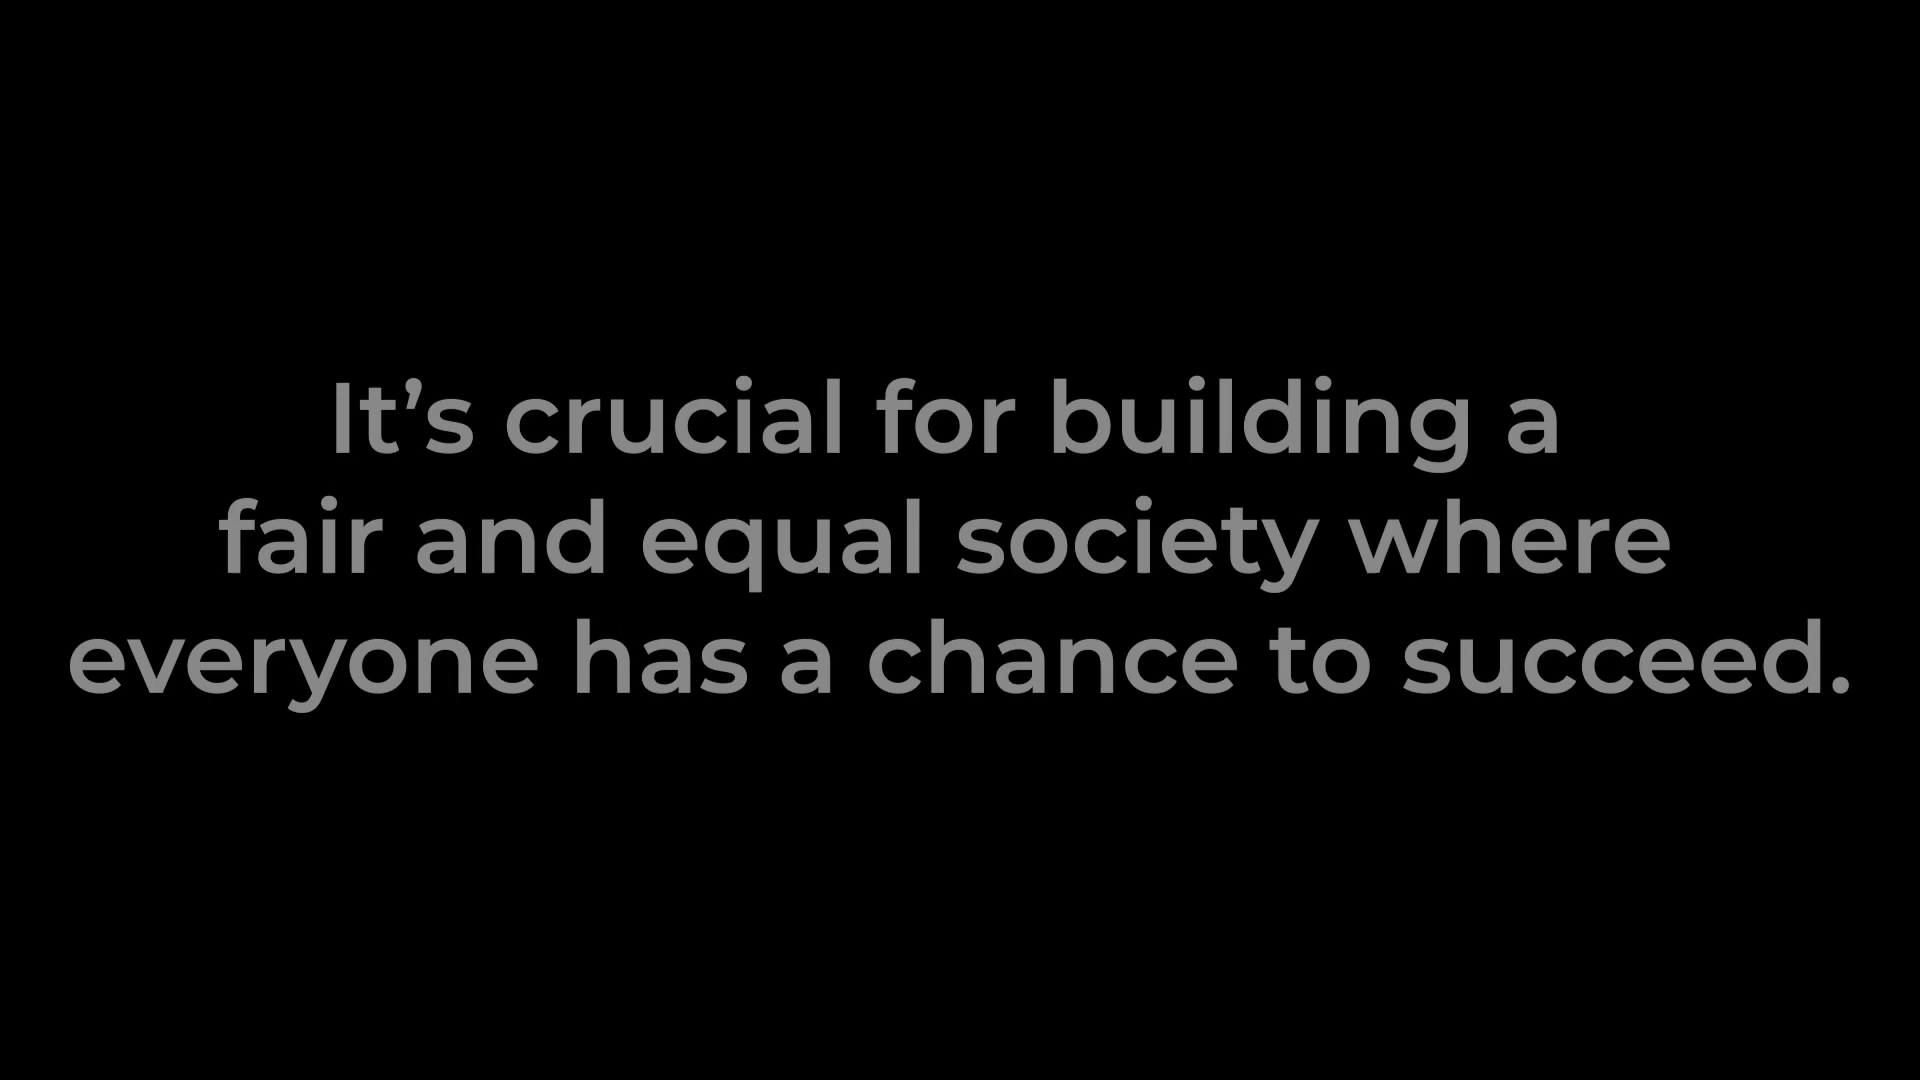 It’s crucial for building a
fair and equal society where
everyone has a chance to succeed.